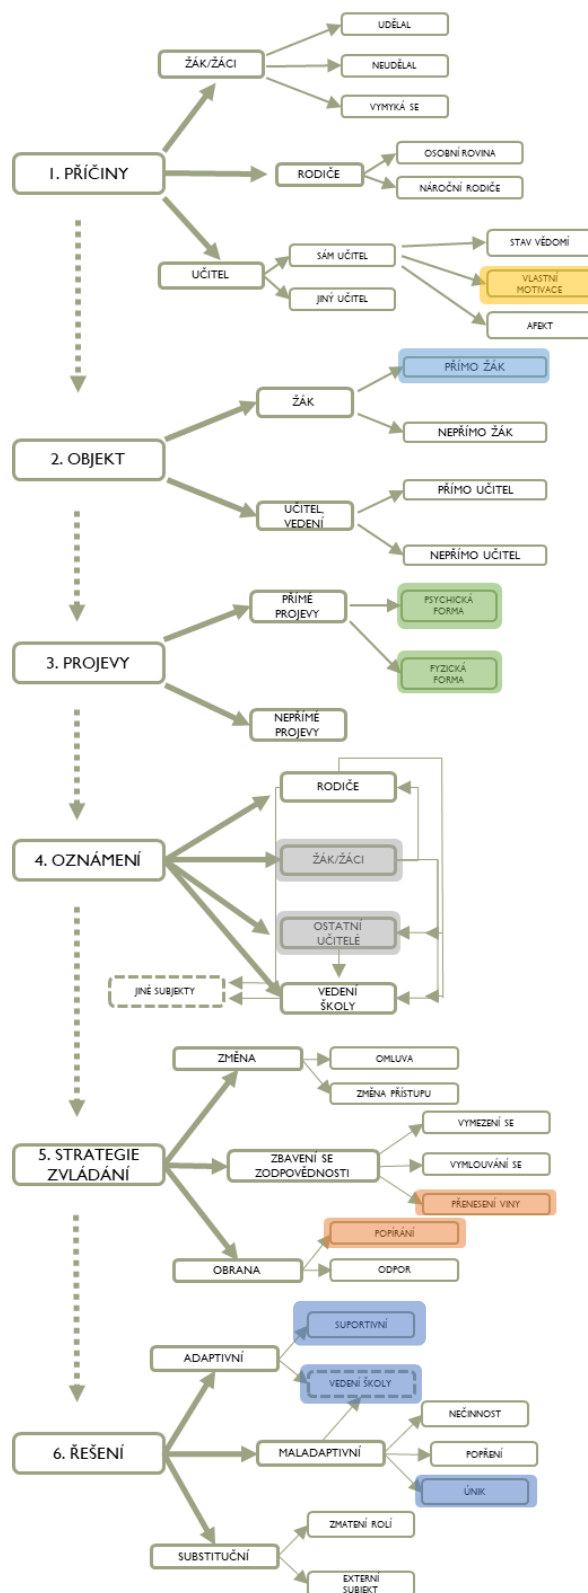 UDĚLAL
ŽÁK/ŽÁCI
NEUDĚLAL
VYMYKÁ SE
1. PŘÍČINY
OSOBNÍ ROVINA
RODIČE
NÁROČNÍ RODIČE
UČITEL
SÁM UČITEL
STAV VĚDOMÍ
VLASTNÍ
MOTIVACE
JINÝ UČITEL
AFEKT
2. OBJEKT
ŽÁK
PŘÍMO ŽÁK
NEPŘÍMO ŽÁK
UČITEL,
VEDENÍ
PŘÍMO UČITEL
NEPŘÍMO UČITEL
3. PROJEVY
PŘÍMÉ
PROJEVY
PSYCHICKÁ
FORMA
FYZICKÁ
FORMA
NEPŘÍMÉ
PROJEVY
4. OZNÁMENÍ
RODIČE
ŽÁK/ŽÁCI
OSTATNÍ
UČITELÉ
VEDENÍ
ŠKOLY
JINÉ SUBJEKTY
5. STRATEGIE
ZVLÁDÁNÍ
ZMĚNA
OMLUVA
ZMĚNA PŘÍSTUPU
ZBAVENÍ SE
ZODPOVĚDNOSTI
VYMEZENÍ SE
VYMLOUVÁNÍ SE
PŘENESENÍ VINY
OBRANA
POPÍRÁNÍ
ODPOR
6. ŘEŠENÍ
ADAPTIVNÍ
SUPORTIVNÍ
VEDENÍ ŠKOLY
MALADAPTIVNÍ
NEČINNOST
POPŘENÍ
ÚNIK
SUBSTITUČNÍ
ZMATENÍ ROLÍ
EXTERNÍ
SUBJEKT